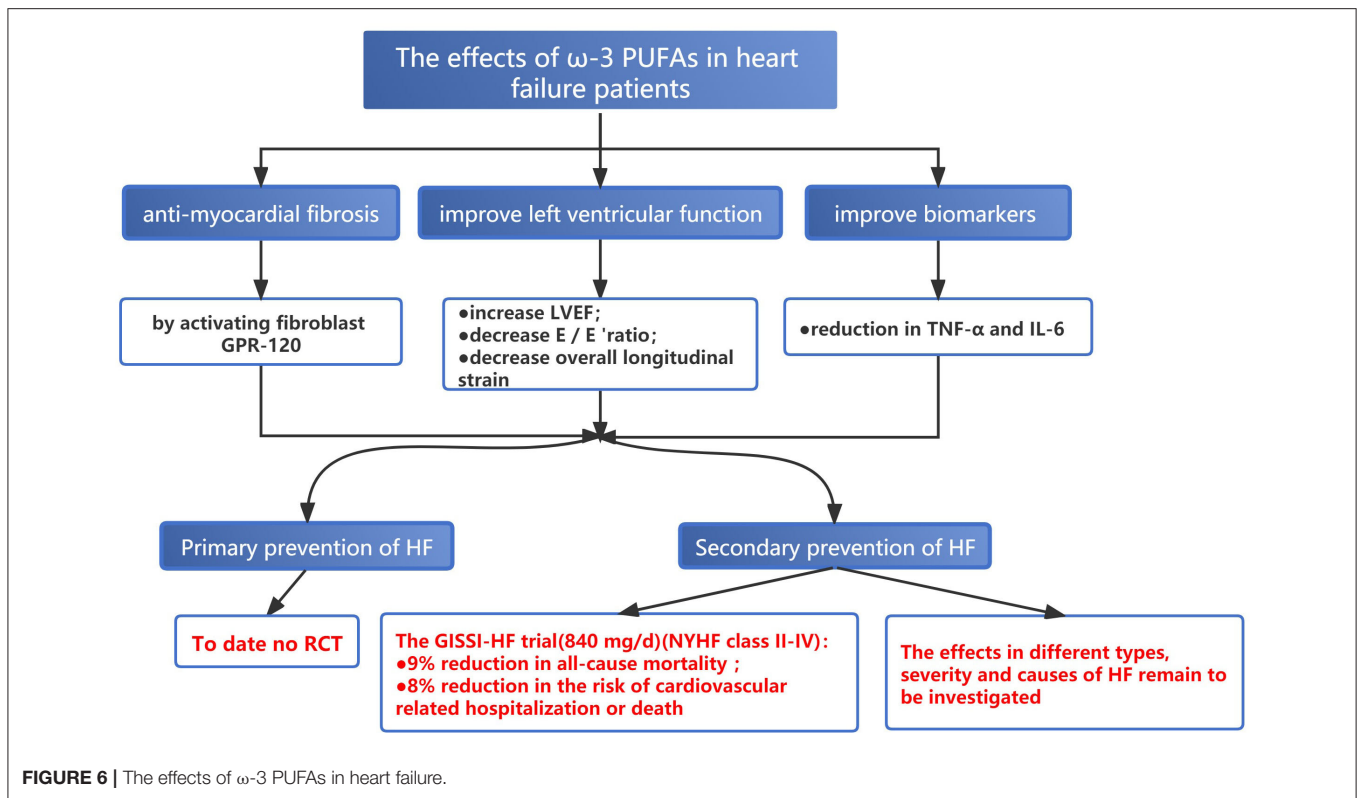 The effects of ω-3 PUFAs in heart
failure patients
anti-myocardial fibrosis
improve left ventricular function
improve biomarkers
by activating fibroblast
GPR-120
●increase LVEF;
●decrease E / E 'ratio;
●decrease overall longitudinal
strain
●reduction in TNF-α and IL-6
Primary prevention of HF
Secondary prevention of HF
To date no RCT
The GISSI-HF trial(840 mg/d)(NYHF class II-IV):
●9% reduction in all-cause mortality ;
●8% reduction in the risk of cardiovascular
related hospitalization or death
The effects in different types,
severity and causes of HF remain to
be investigated
FIGURE 6 | The effects of ω-3 PUFAs in heart failure.